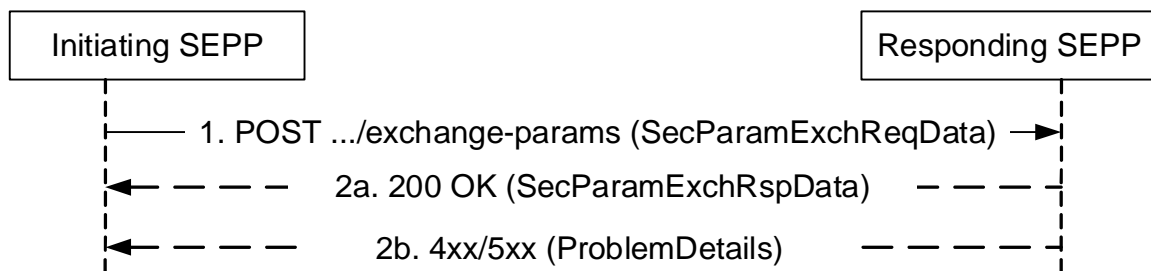 Initiating SEPP
Responding SEPP
1. POST .../exchange-params (SecParamExchReqData)
2a. 200 OK (SecParamExchRspData)
2b. 4xx/5xx (ProblemDetails)